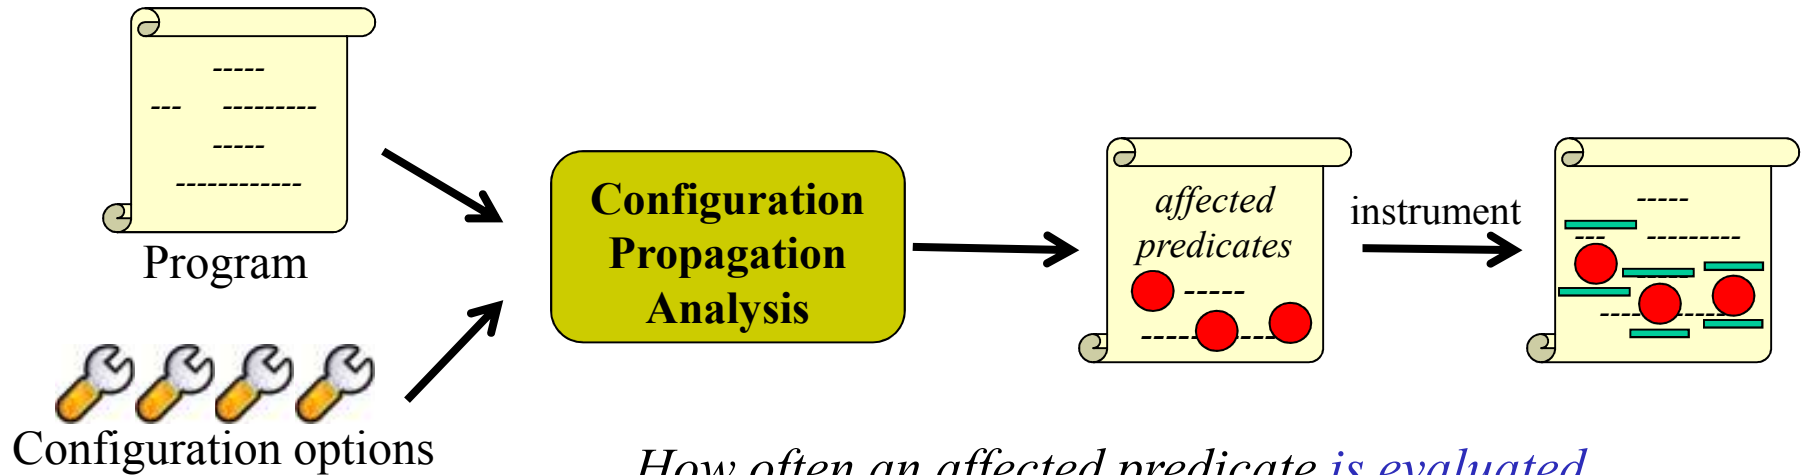 Program
Configuration options
Configuration
Propagation
Analysis
affected
predicates
instrument
How often an affected predicate is evaluated